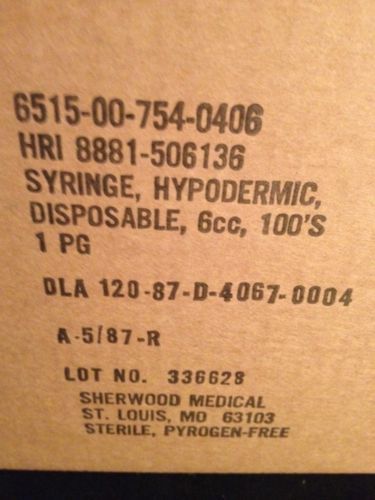 6515-00-754-0406
HRI 8881-506136
SYRINGE, HYPODERMIC,
DISPOSABLE, 6cc, 100'S
1 PG
DLA 120-87-D-4067-0004
A-5/87-R
LOT NO. 336628
SHERWOOD MEDICAL
ST. LOUIS, MO 63103
STERILE, PYROGEN-FREE